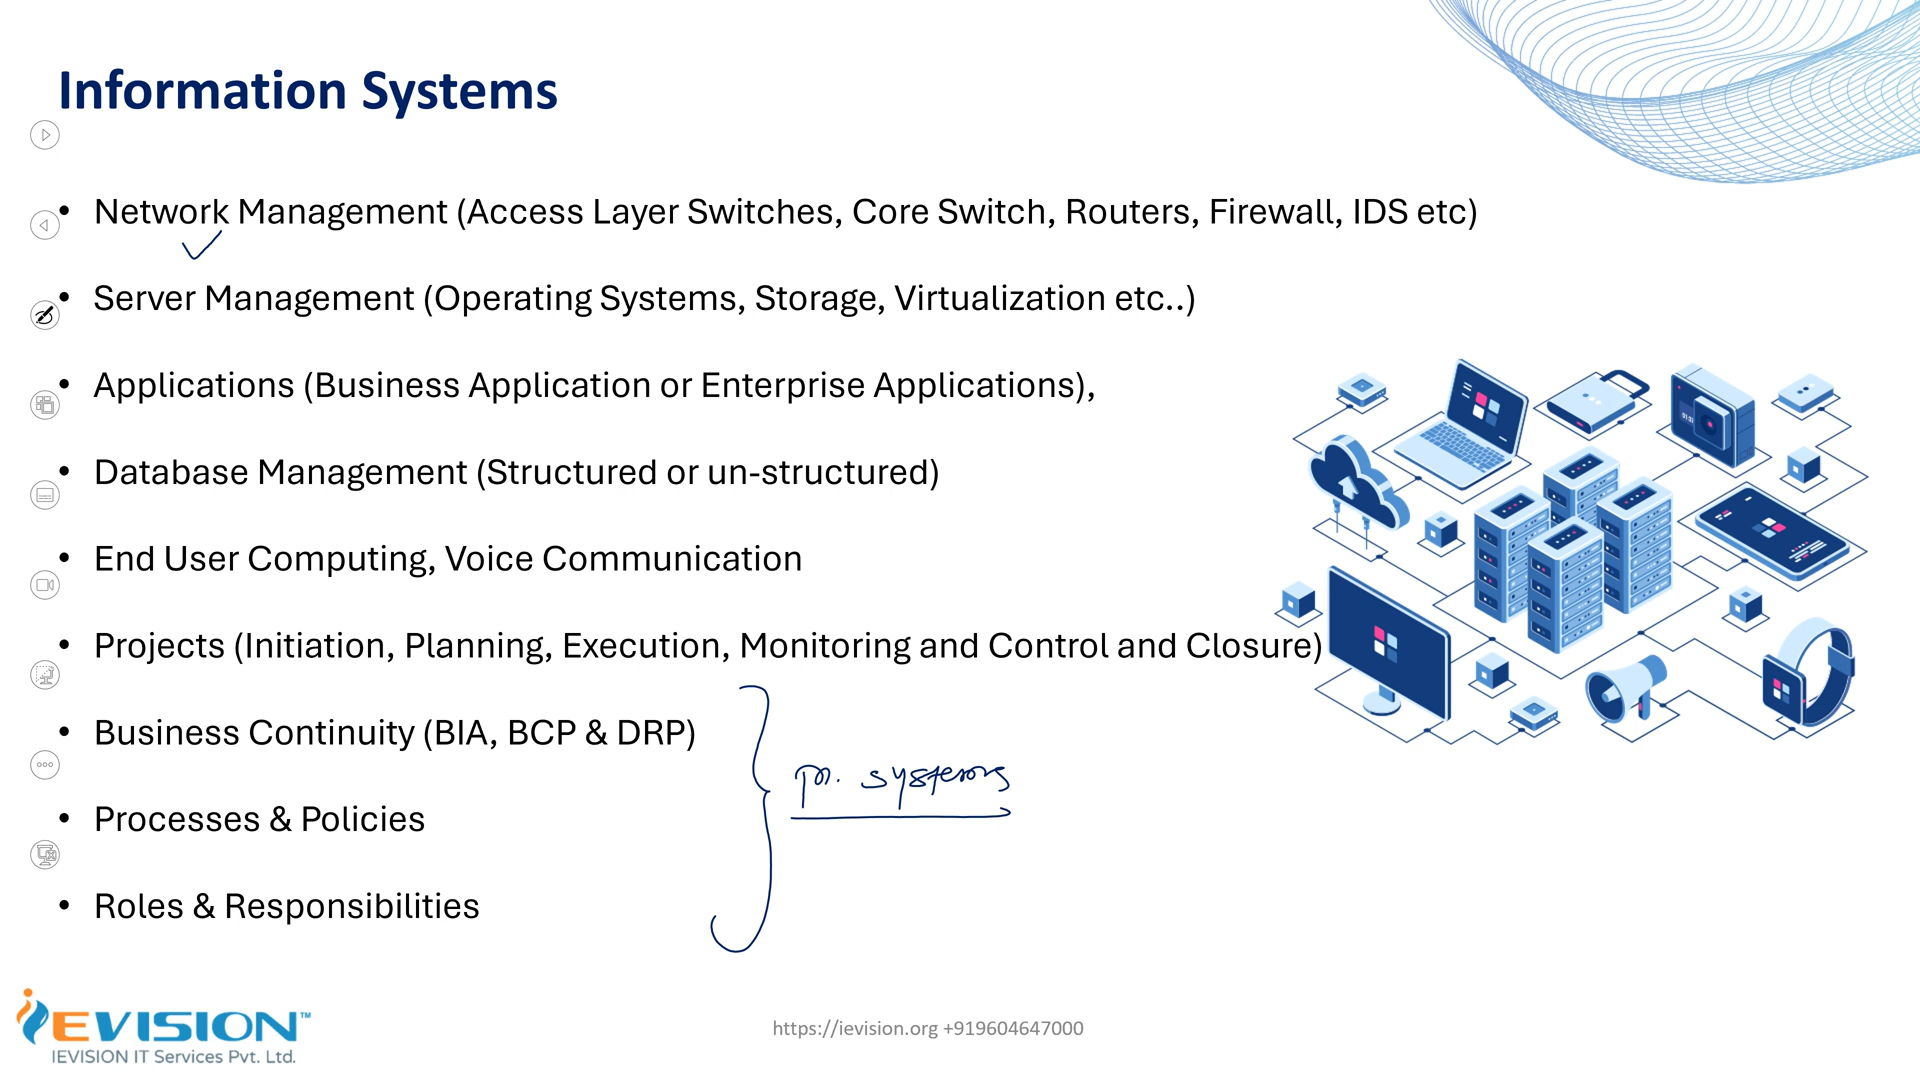 Information Systems
• Network Management (Access Layer Switches, Core Switch, Routers, Firewall, IDS etc)
• Server Management (Operating Systems, Storage, Virtualization etc..)
• Applications (Business Application or Enterprise Applications),
• Database Management (Structured or un-structured)
• End User Computing, Voice Communication
• Projects (Initiation, Planning, Execution, Monitoring and Control and Closure)
• Business Continuity (BIA, BCP & DRP)
systems
• Processes & Policies
• Roles & Responsibilities
iEVISION™
IEVISION IT Services Pvt. Ltd.
https://ievision.org +919604647000